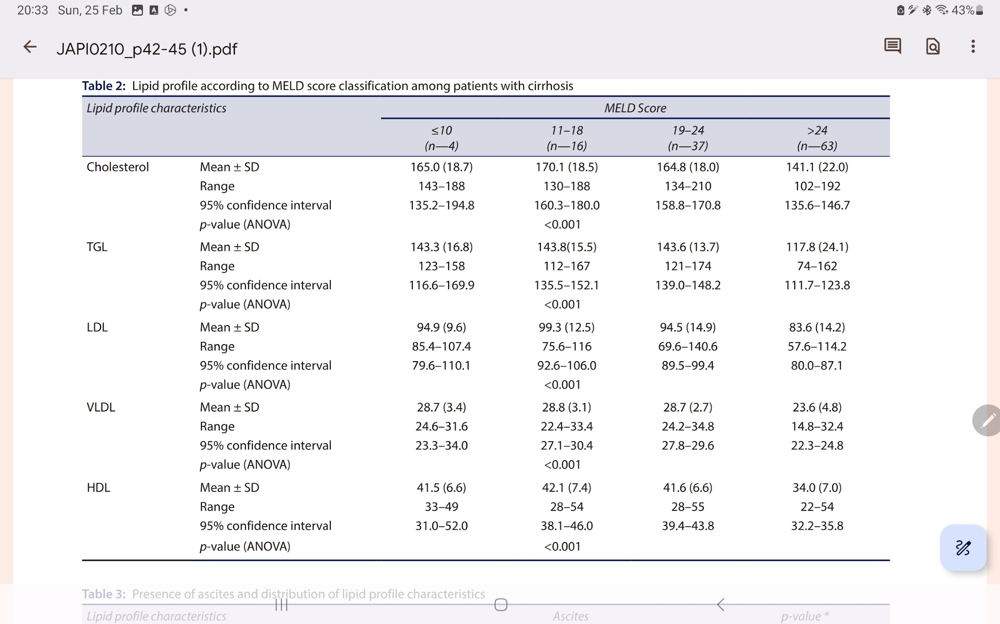 20:33 Sun, 25 Feb
43%
JAPI0210_p42-45 (1).pdf
Table 2: Lipid profile according to MELD score classification among patients with cirrhosis
Lipid profile characteristics MELD Score
≤10 11–18 19–24 >24
(n—4) (n—16) (n—37) (n—63)
Cholesterol Mean ± SD 165.0 (18.7) 170.1 (18.5) 164.8 (18.0) 141.1 (22.0)
Range 143–188 130–188 134–210 102–192
95% confidence interval 135.2–194.8 160.3–180.0 158.8–170.8 135.6–146.7
p-value (ANOVA) <0.001
TGL Mean ± SD 143.3 (16.8) 143.8(15.5) 143.6 (13.7) 117.8 (24.1)
Range 123–158 112–167 121–174 74–162
95% confidence interval 116.6–169.9 135.5–152.1 139.0–148.2 111.7–123.8
p-value (ANOVA) <0.001
LDL Mean ± SD 94.9 (9.6) 99.3 (12.5) 94.5 (14.9) 83.6 (14.2)
Range 85.4–107.4 75.6–116 69.6–140.6 57.6–114.2
95% confidence interval 79.6–110.1 92.6–106.0 89.5–99.4 80.0–87.1
p-value (ANOVA) <0.001
VLDL Mean ± SD 28.7 (3.4) 28.8 (3.1) 28.7 (2.7) 23.6 (4.8)
Range 24.6–31.6 22.4–33.4 24.2–34.8 14.8–32.4
95% confidence interval 23.3–34.0 27.1–30.4 27.8–29.6 22.3–24.8
p-value (ANOVA) <0.001
HDL Mean ± SD 41.5 (6.6) 42.1 (7.4) 41.6 (6.6) 34.0 (7.0)
Range 33–49 28–54 28–55 22–54
95% confidence interval 31.0–52.0 38.1–46.0 39.4–43.8 32.2–35.8
p-value (ANOVA) <0.001
Table 3: Presence of ascites and distribution of lipid profile characteristics
Lipid profile characteristics Ascites p-value *